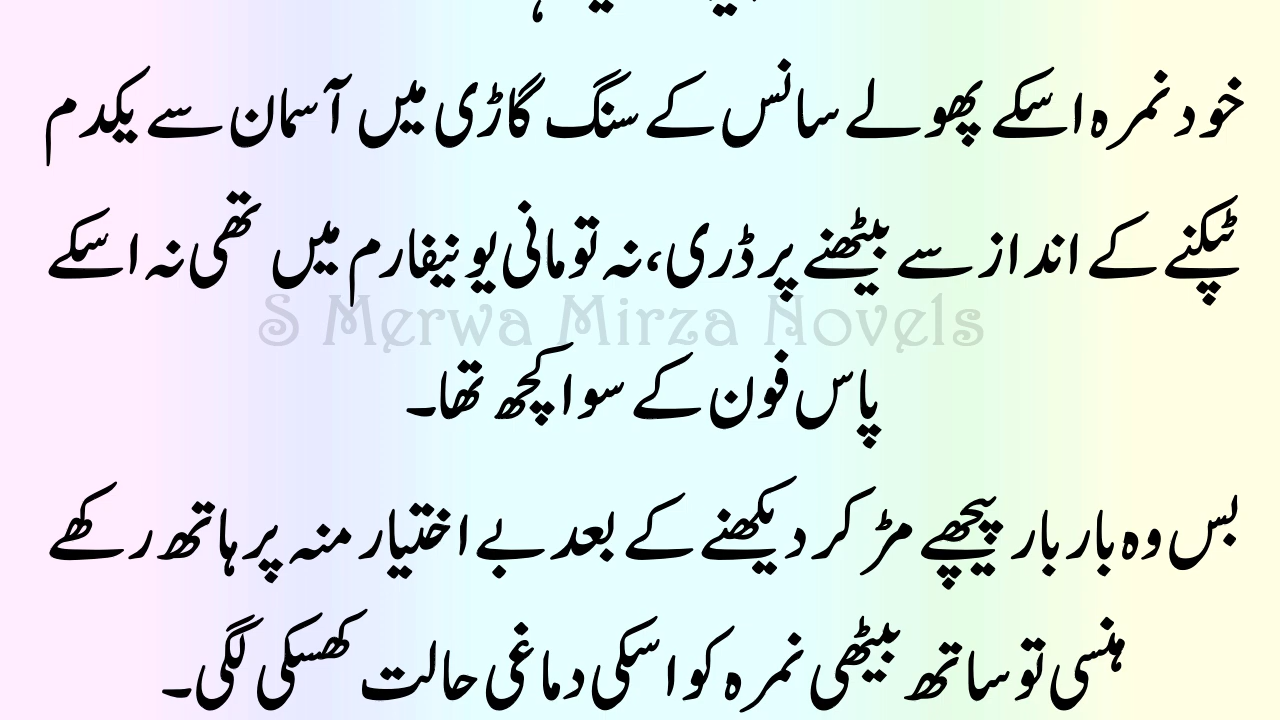 خود نمرہ اسکے پھولے سانس کے سنگ گاڑی میں آسمان سے یکدم
ٹپکنے کے انداز سے بیٹھنے پر ڈری، نہ تو مانی یونیفارم میں تھی نہ اسکے
S Merwa Mirza Novels
پاس فون کے سوا کچھ تھا۔
بس وہ بار بار پیچھے مڑ کر دیکھنے کے بعد بے اختیار منہ پر ہاتھ رکھے
ہنسی تو ساتھ بیٹھی نمرہ کو اسکی دماغی حالت کھسکی لگی۔